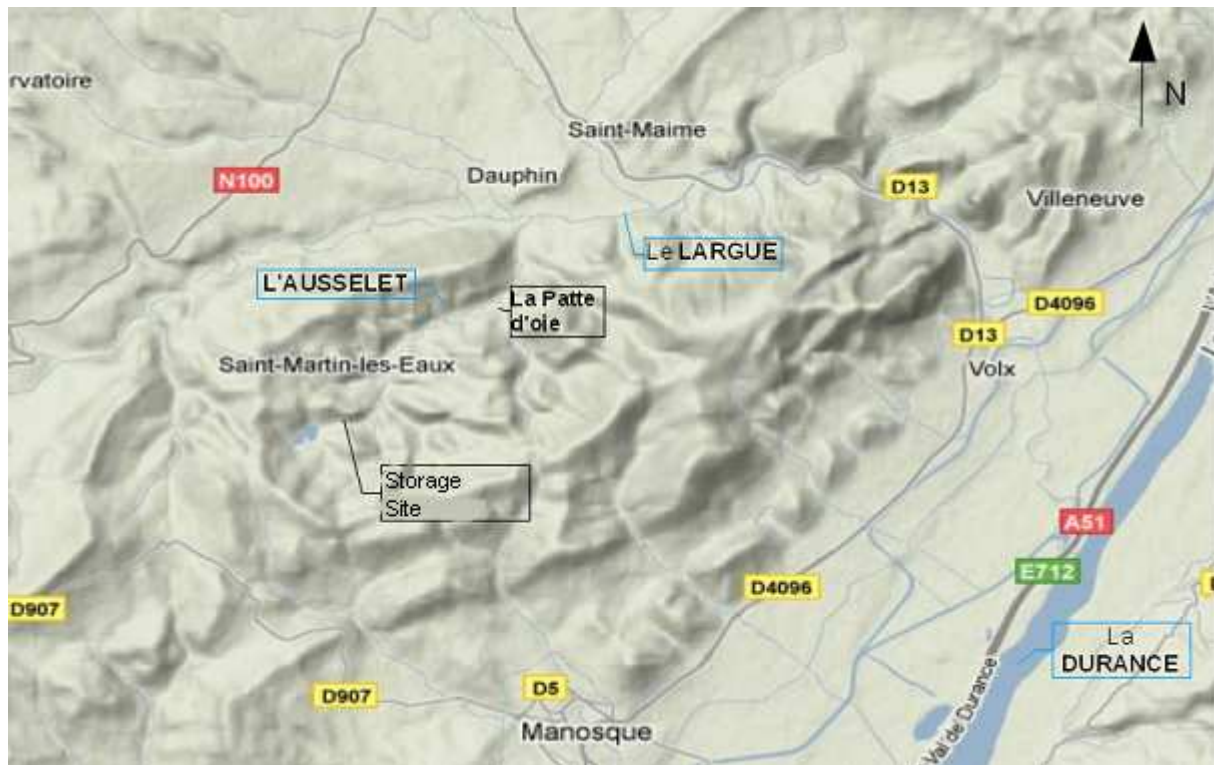 rvatoire
N
Saint-Maime
Dauphin
N100
D13
Villeneuve
Le LARGUE
L'AUSSELET
La Patte
d'oie
D4096
D13
Volx
Saint-Martin-les-Eaux
Storage
Site
A51
E712
D4096
D907
La
DURANCE
D907
D5
Manosque
Val de Durance